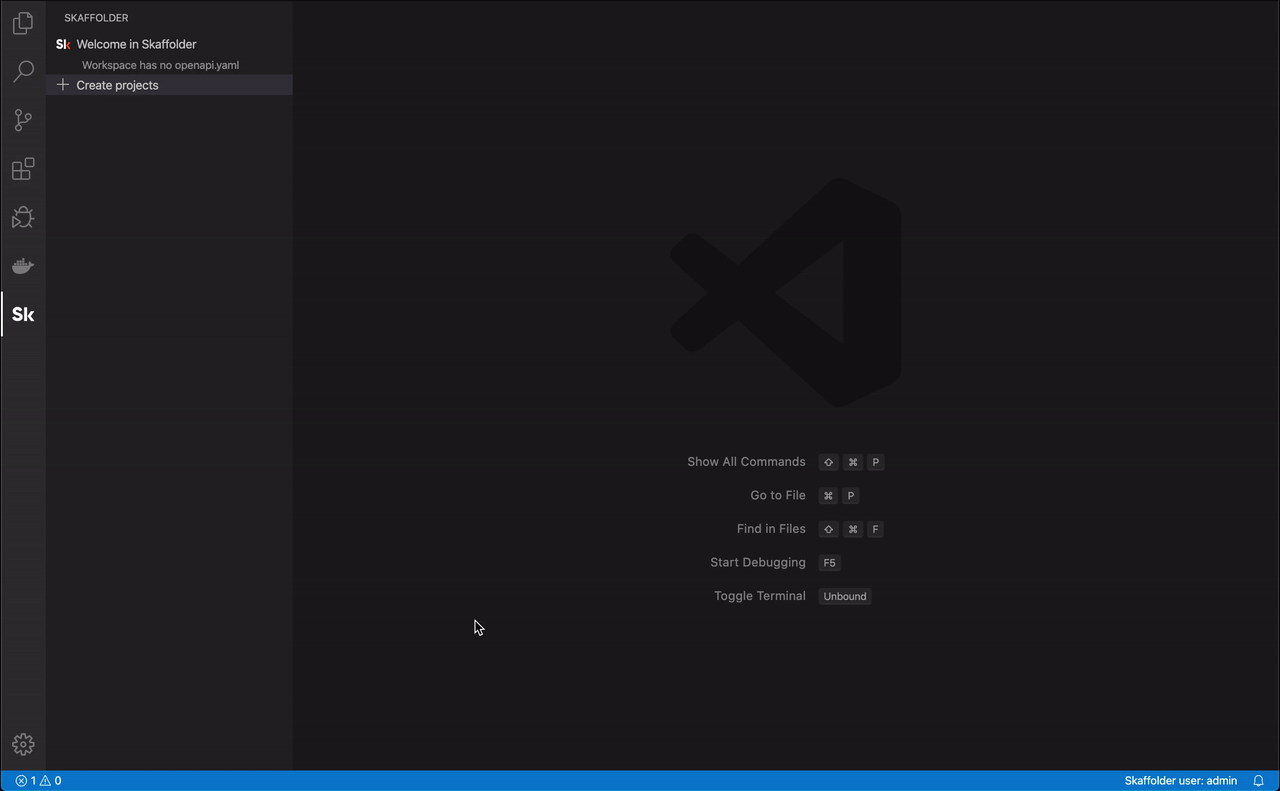 SKAFFOLDER
Sk Welcome in Skaffolder
Workspace has no openapi.yaml
+ Create projects
Sk
Show All Commands ⇧ ⌘ P
Go to File ⌘ P
Find in Files ⇧ ⌘ F
Start Debugging F5
Toggle Terminal Unbound
1 0 Skaffolder user: admin